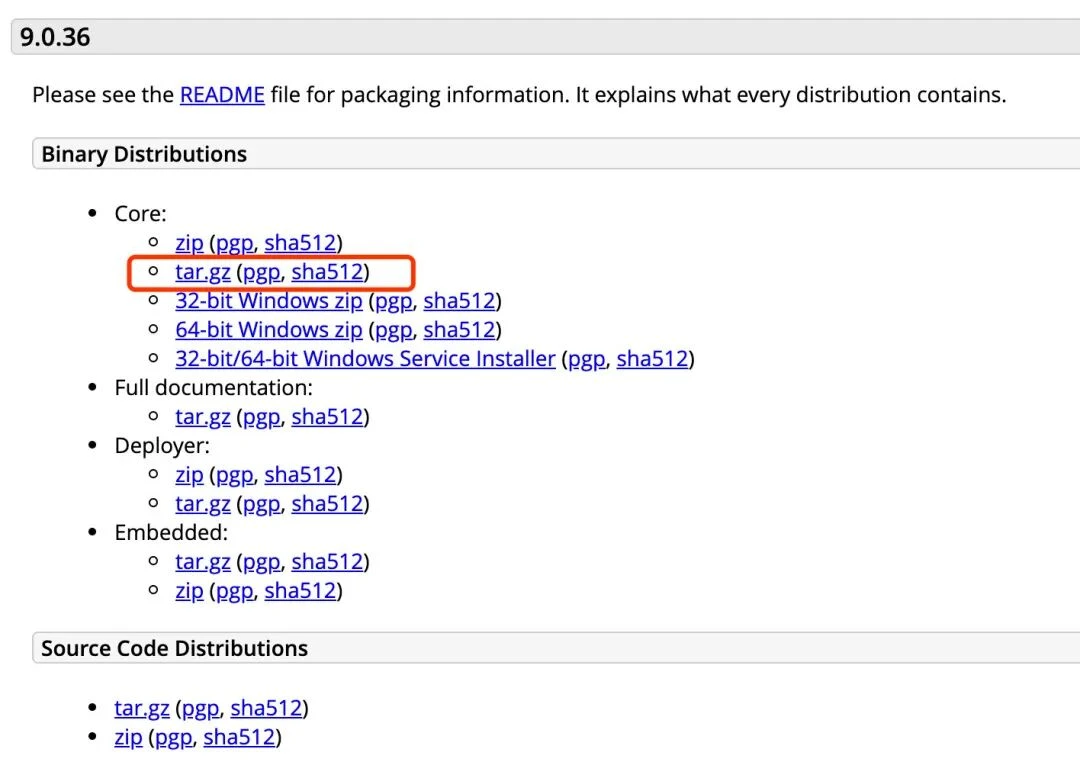 9.0.36
Please see the README file for packaging information. It explains what every distribution contains.
Binary Distributions
Core:
zip (pgp, sha512)
tar.gz (pgp, sha512)
32-bit Windows zip (pgp, sha512)
64-bit Windows zip (pgp, sha512)
32-bit/64-bit Windows Service Installer (pgp, sha512)
Full documentation:
tar.gz (pgp, sha512)
Deployer:
zip (pgp, sha512)
tar.gz (pgp, sha512)
Embedded:
tar.gz (pgp, sha512)
zip (pgp, sha512)
Source Code Distributions
tar.gz (pgp, sha512)
zip (pgp, sha512)